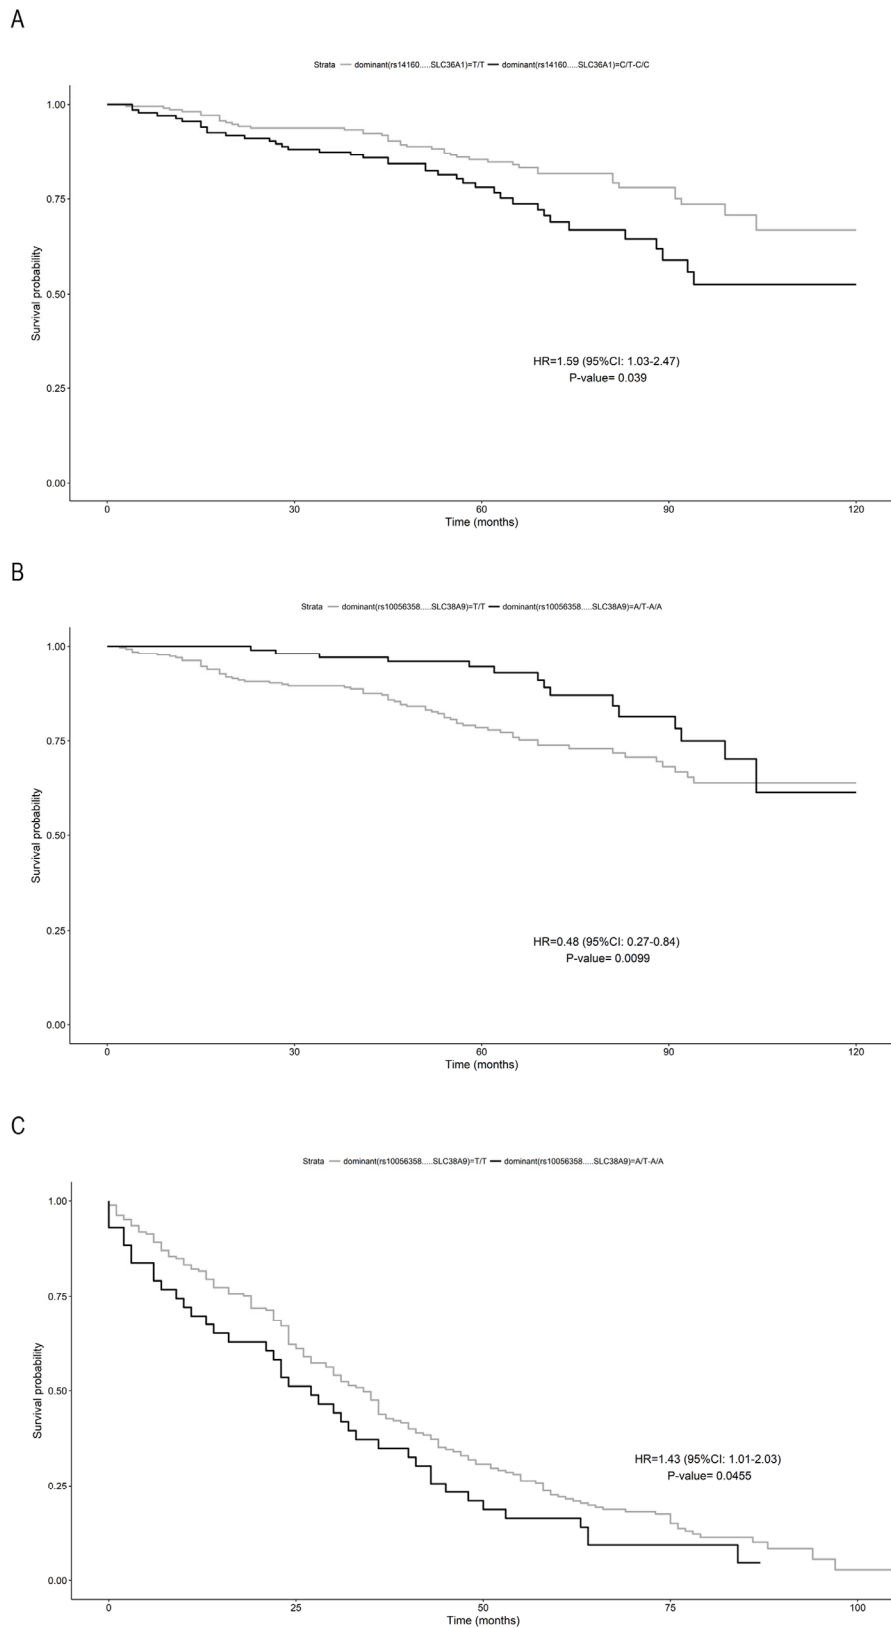 A
Strata dominant(rs14160.....SLC36A1)=T/T dominant(rs14160.....SLC36A1)=C/T-C/C
1.00
0.75
0.50
0.25
0.00
Survival probability
0 30 60 90 120
Time (months)
HR=1.59 (95%CI: 1.03-2.47)
P-value= 0.039
B
Strata dominant(rs10056358.....SLC38A9)=T/T dominant(rs10056358.....SLC38A9)=A/T-A/A
1.00
0.75
0.50
0.25
0.00
Survival probability
HR=0.48 (95%CI: 0.27-0.84)
P-value= 0.0099
0 30 60 90 120
Time (months)
C
Strata dominant(rs10056358.....SLC38A9)=T/T dominant(rs10056358.....SLC38A9)=A/T-A/A
1.00
0.75
0.50
0.25
0.00
Survival probability
HR=1.43 (95%CI: 1.01-2.03)
P-value= 0.0455
0 25 50 75 100
Time (months)